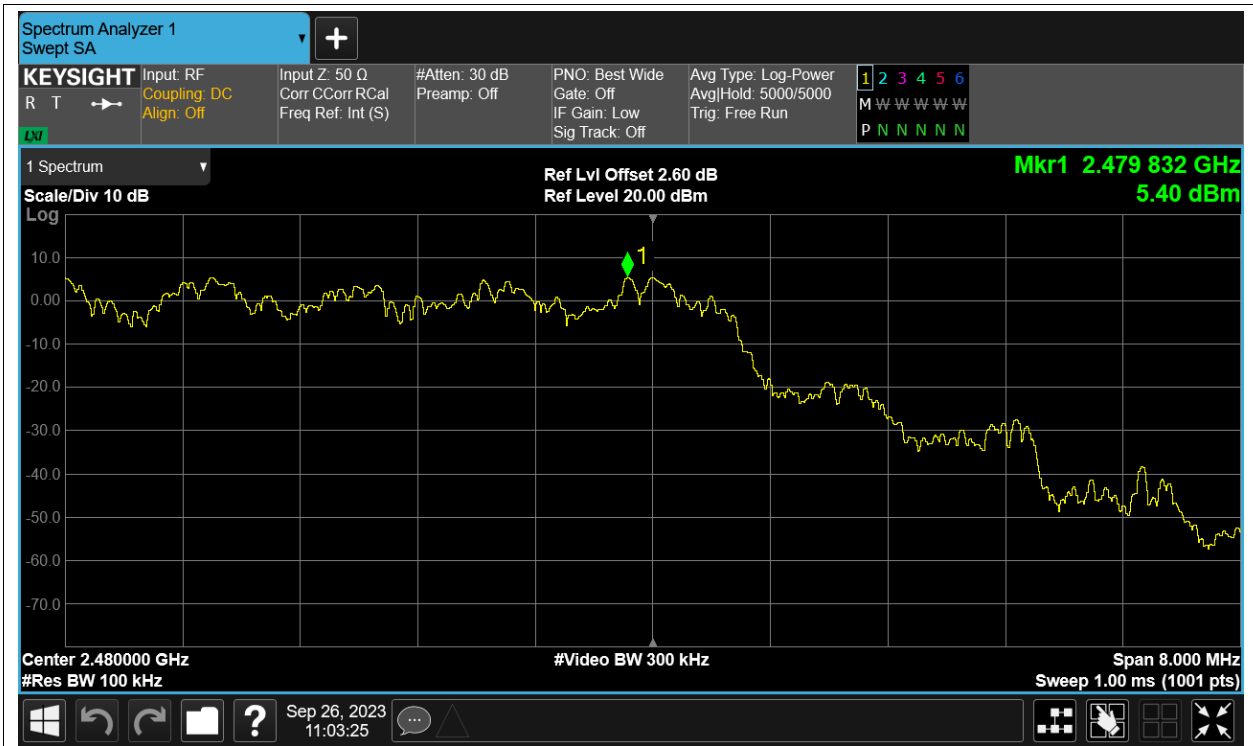 Spectrum Analyzer 1
Swept SA
KEYSIGHT
R T
LXI
Input: RF
Coupling: DC
Align: Off
Input Z: 50 Ω
Corr CCorr RCal
Freq Ref: Int (S)
#Atten: 30 dB
Preamp: Off
PNO: Best Wide
Gate: Off
IF Gain: Low
Sig Track: Off
Avg Type: Log-Power
Avg|Hold: 5000/5000
Trig: Free Run
1 2 3 4 5 6
M W W W W W
P N N N N N
1 Spectrum
Scale/Div 10 dB
Log
Ref Lvl Offset 2.60 dB
Ref Level 20.00 dBm
Mkr1 2.479 832 GHz
5.40 dBm
1
10.0
0.00
-10.0
-20.0
-30.0
-40.0
-50.0
-60.0
-70.0
Center 2.480000 GHz
#Video BW 300 kHz
Span 8.000 MHz
#Res BW 100 kHz
Sweep 1.00 ms (1001 pts)
?
Sep 26, 2023
11:03:25